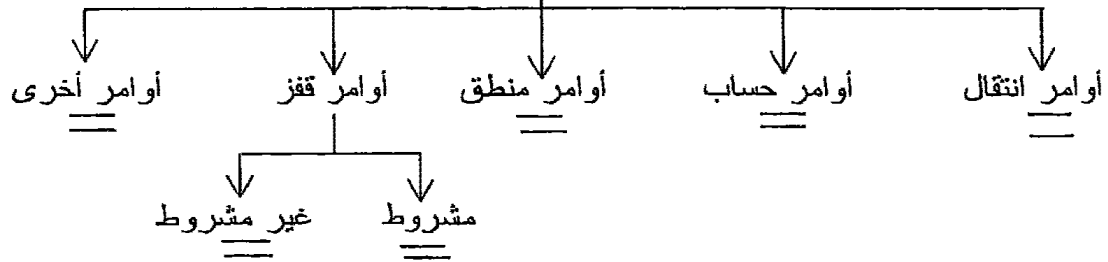 أوامر انتقال أوامر حساب أوامر منطق أوامر قفز أوامر أخرى
مشروط غير مشروط